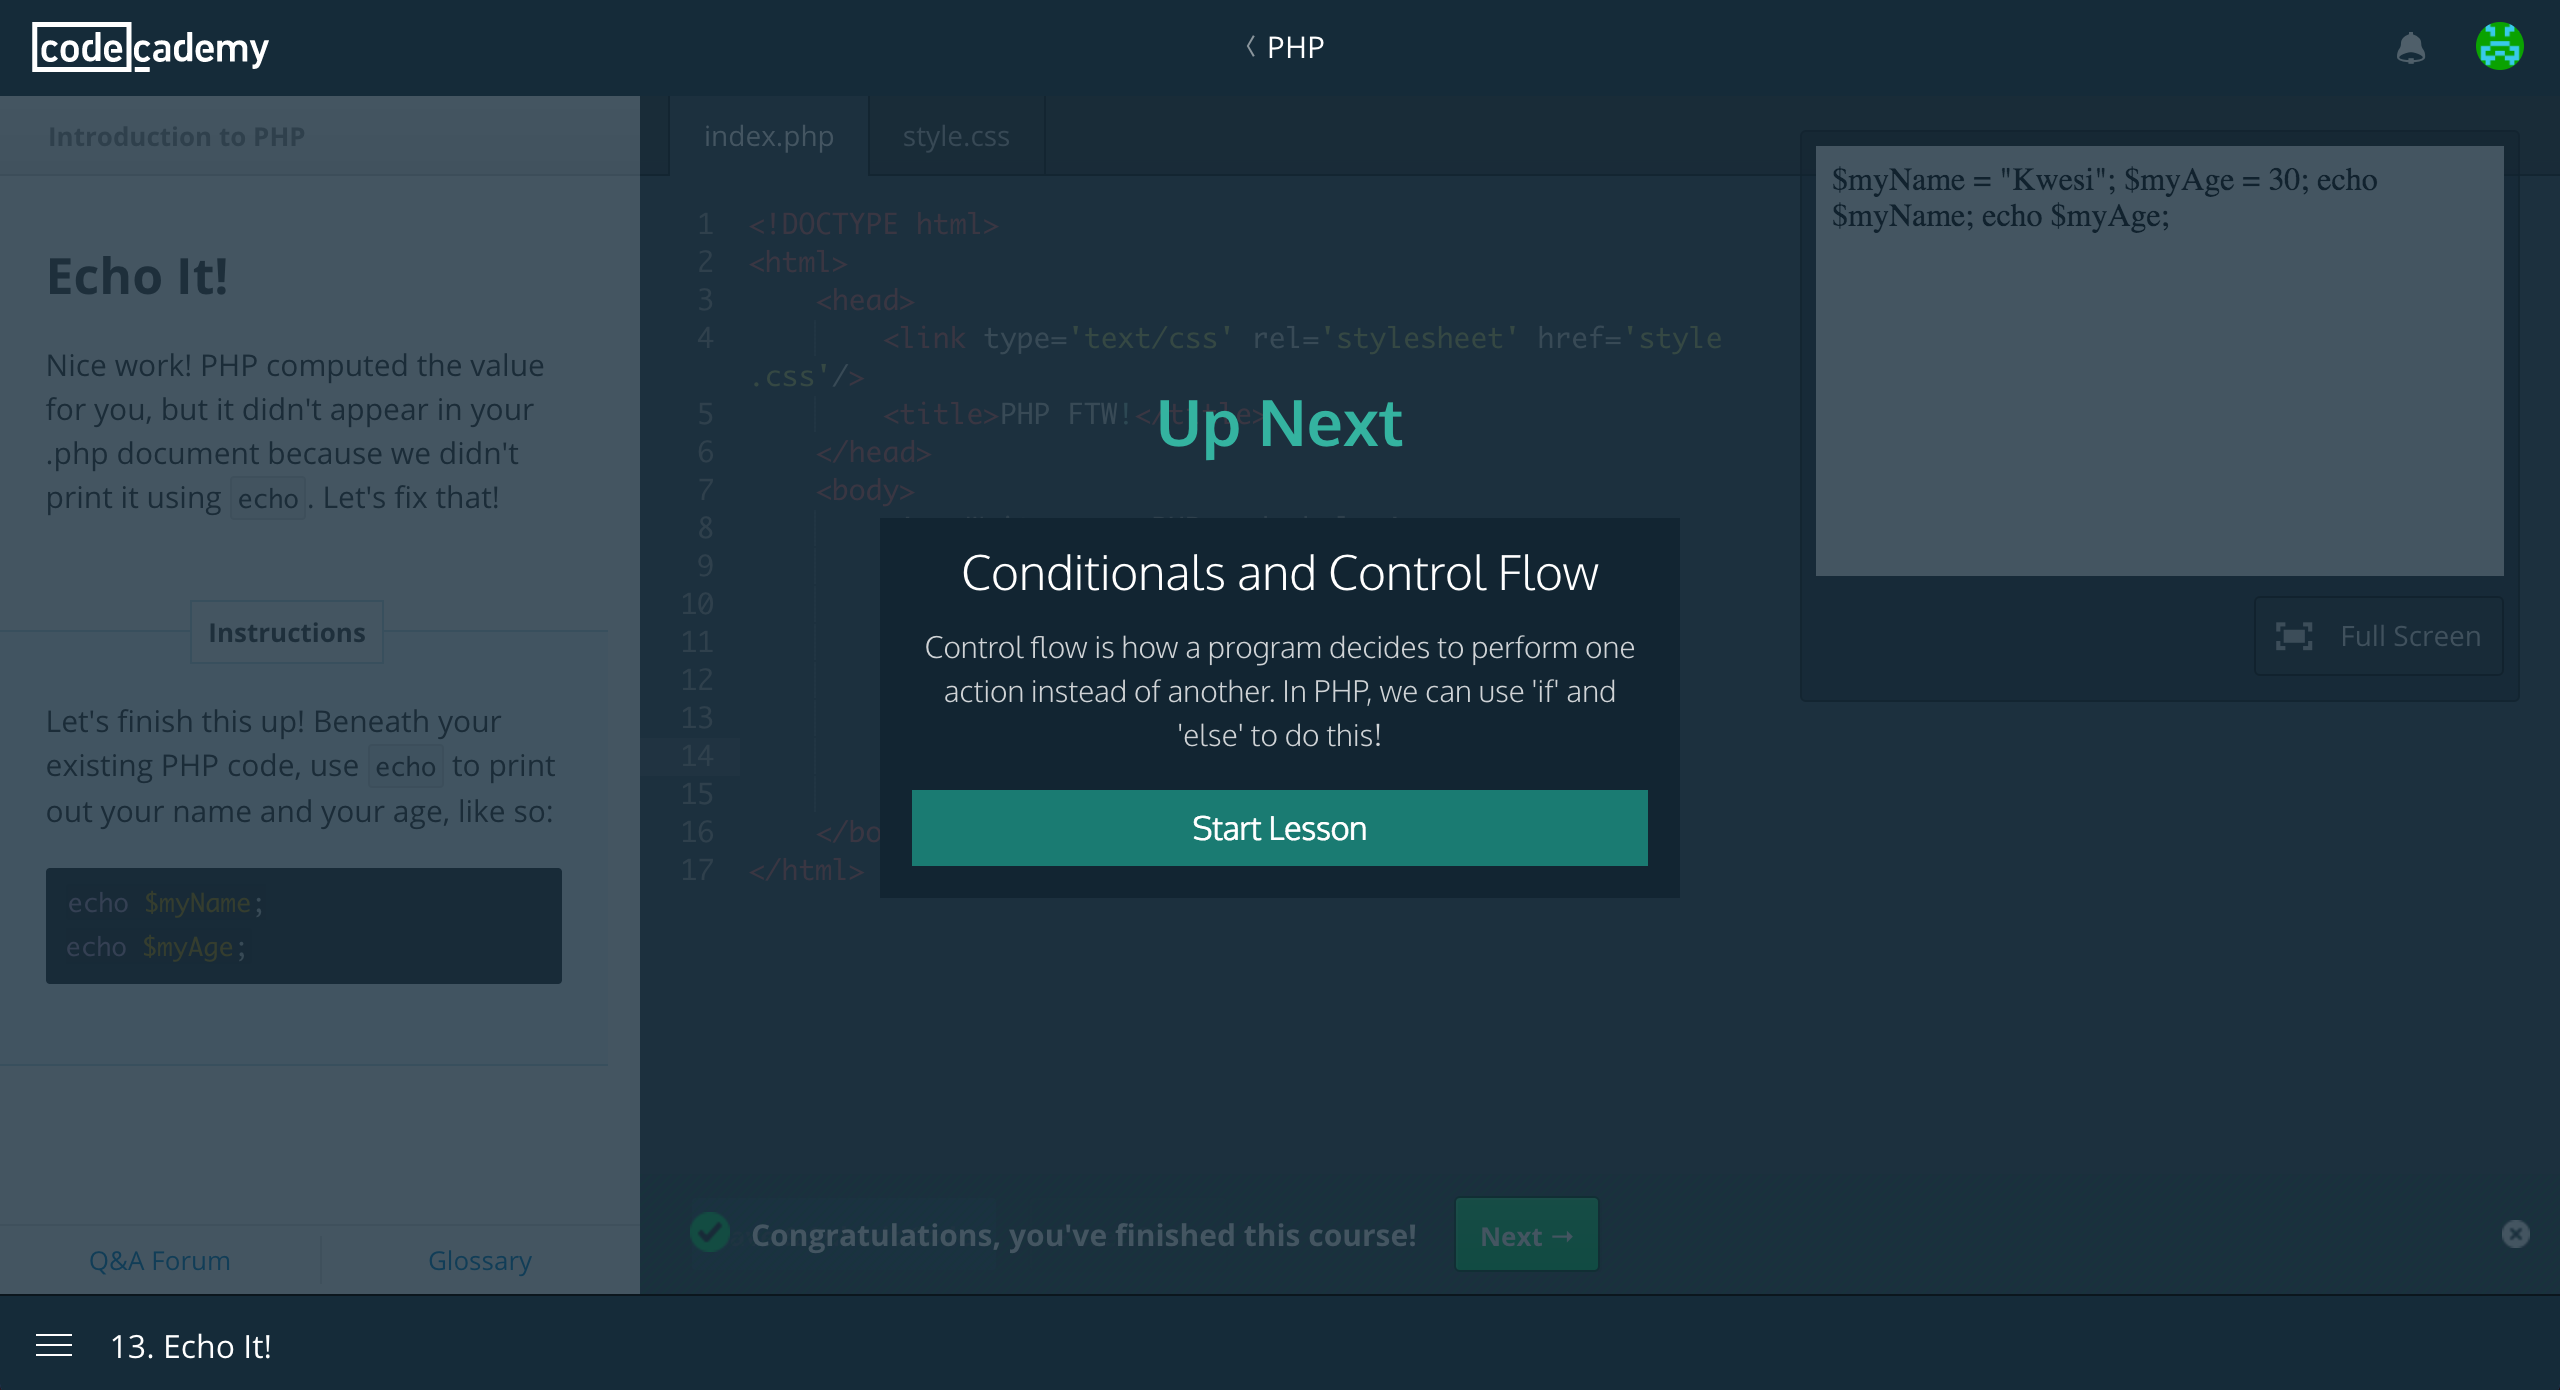 codecademy
〈 PHP
Introduction to PHP
Echo It!
Nice work! PHP computed the value
for you, but it didn't appear in your
.php document because we didn't
print it using echo. Let's fix that!
Instructions
Let's finish this up! Beneath your
existing PHP code, use echo to print
out your name and your age, like so:
echo $myName;
echo $myAge;
Q&A Forum
Glossary
index.php
style.css
1 <!DOCTYPE html>
2 <html>
3 <head>
4 <link type='text/css' rel='stylesheet' href='style
.css'/>
5 <title>PHP FTW!
6 </head>
7 <body>
8
9
10
11
12
13
14
15
16 </bo
17 </html>
Up Next
Conditionals and Control Flow
Control flow is how a program decides to perform one
action instead of another. In PHP, we can use 'if' and
'else' to do this!
Start Lesson
$myName = "Kwesi"; $myAge = 30; echo
$myName; echo $myAge;
Full Screen
Congratulations, you've finished this course!
Next →
13. Echo It!